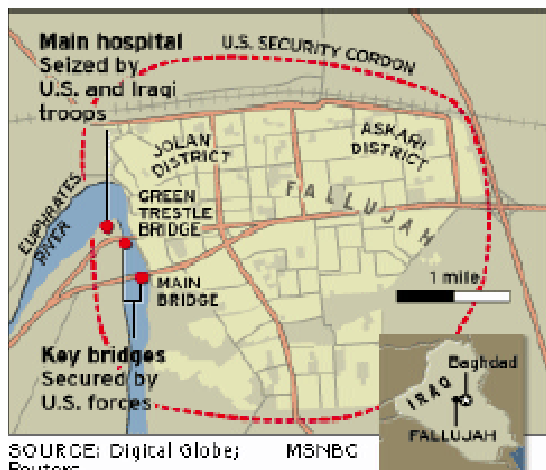 Main hospital
Seized by
U.S. and Iraqi
troops
U.S. SECURITY CORDON
JOLAN
DISTRICT
ASKARI
DISTRICT
FALLUJAH
EUPHRATES
RIVER
GREEN
TRESTLE
BRIDGE
1 mile
MAIN
BRIDGE
Key bridges
Secured by
U.S. forces
Baghdad
IRAQ
FALLUJAH
SOURCE: Digital Globe; MSNBC
Reuters